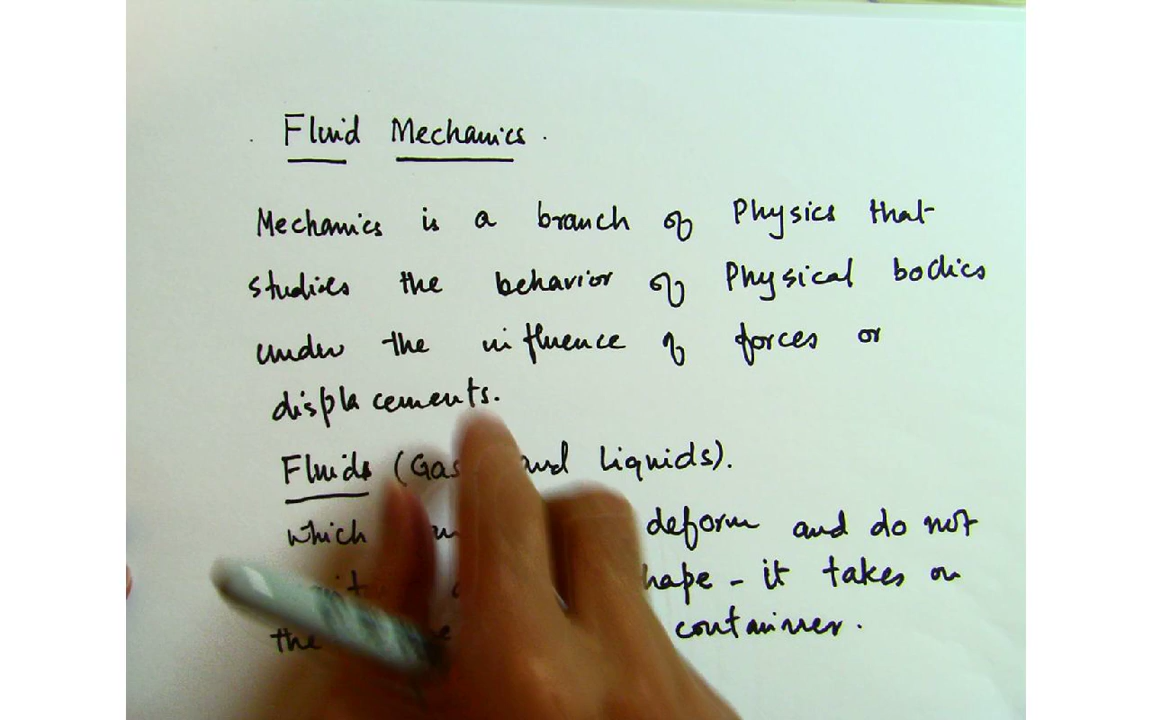 Fluid Mechanics.
Mechanics is a branch of Physics that
studies the behavior of Physical bodies
under the influence of forces or
displacements.
Fluids (Gas and Liquids).
which deform and do not
- it takes on
the container.